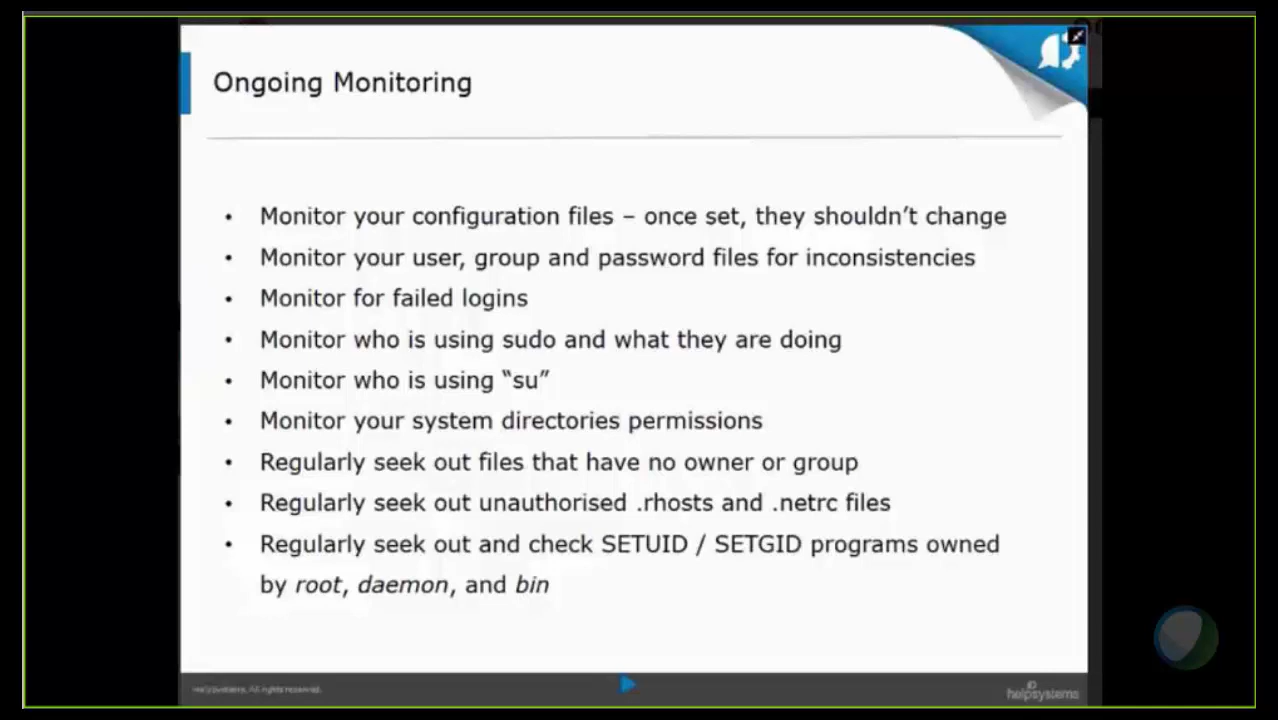 Ongoing Monitoring
• Monitor your configuration files – once set, they shouldn’t change
• Monitor your user, group and password files for inconsistencies
• Monitor for failed logins
• Monitor who is using sudo and what they are doing
• Monitor who is using “su”
• Monitor your system directories permissions
• Regularly seek out files that have no owner or group
• Regularly seek out unauthorised .rhosts and .netrc files
• Regularly seek out and check SETUID / SETGID programs owned
by root, daemon, and bin
HelpSystems. All rights reserved.
helpsystems